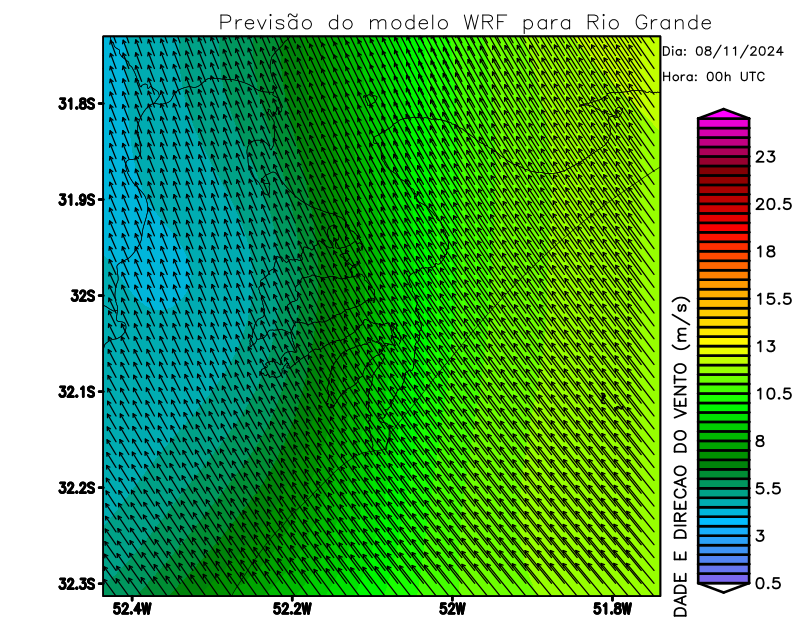 Previsão do modelo WRF para Rio Grande
Dia: 08/11/2024
Hora: 00h UTC
31.8S
31.9S
32S
32.1S
32.2S
32.3S
52.4W
52.2W
52W
51.8W
23
20.5
18
15.5
13
10.5
8
5.5
3
0.5
DADE E DIRECAO DO VENTO (m/s)